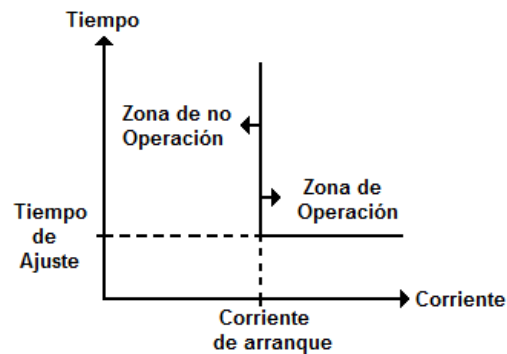 Tiempo
Zona de no
Operación
Zona de
Operación
Tiempo
de
Ajuste
Corriente
Corriente
de arranque